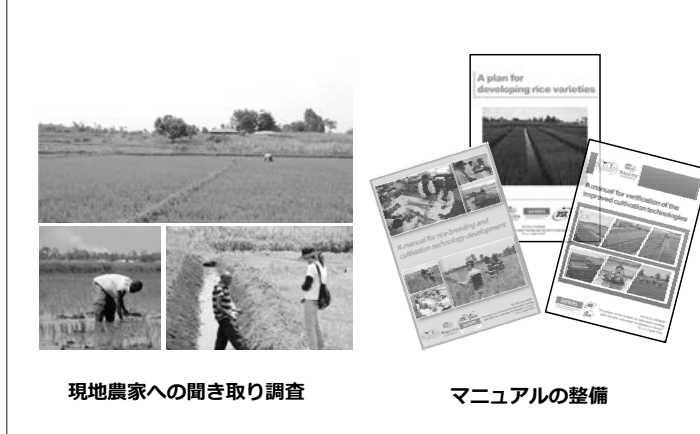 A plan for
developing rice varieties
A manual for rice breeding and
cultivation technology development
A manual for verification of the
improved cultivation technologies
現地農家への聞き取り調査
マニュアルの整備